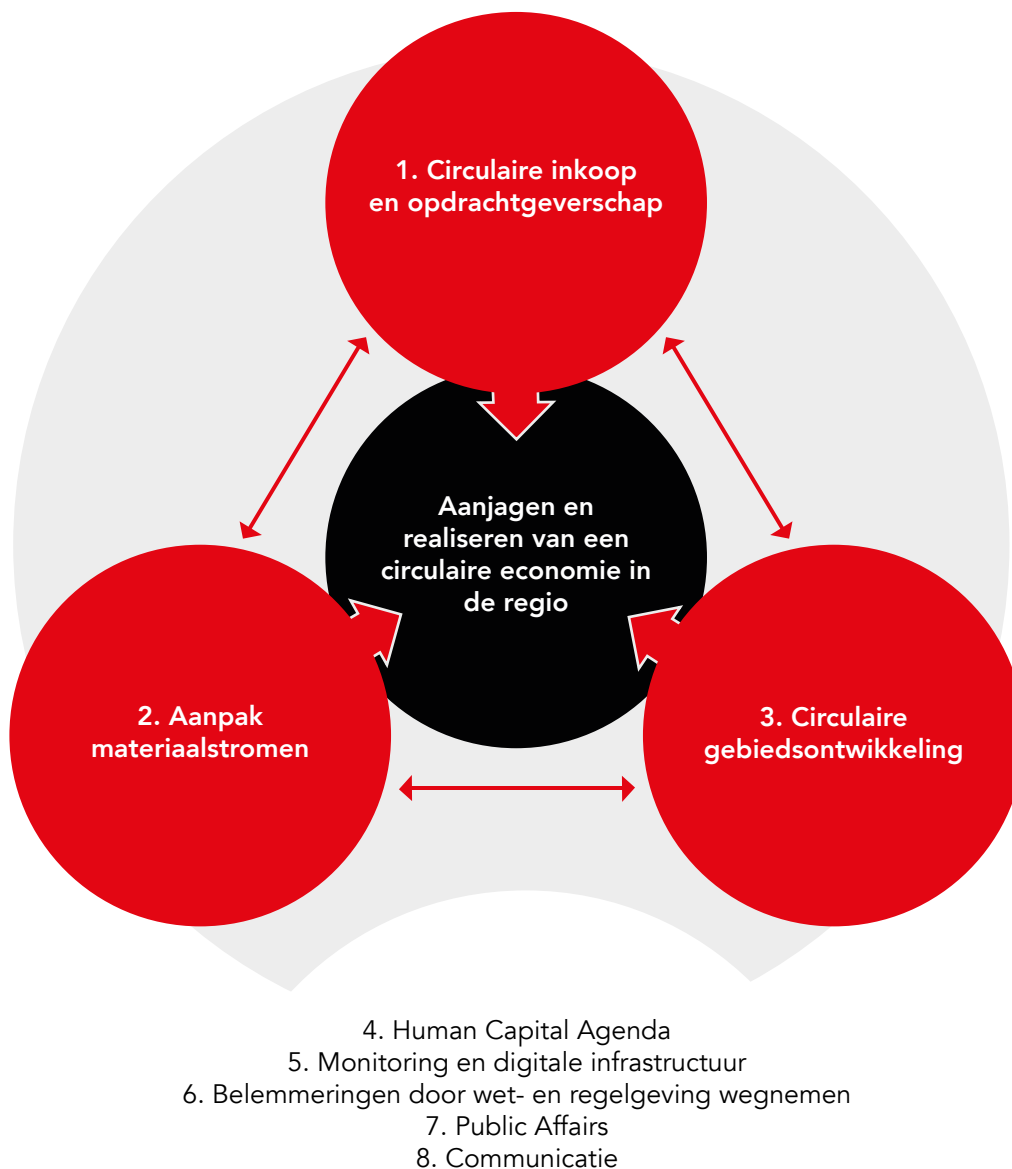 1. Circulaire inkoop
en opdrachtgeverschap
Aanjagen en
realiseren van een
circulaire economie in
de regio
2. Aanpak
materiaalstromen
3. Circulaire
gebiedsontwikkeling
4. Human Capital Agenda
5. Monitoring en digitale infrastructuur
6. Belemmeringen door wet- en regelgeving wegnemen
7. Public Affairs
8. Communicatie